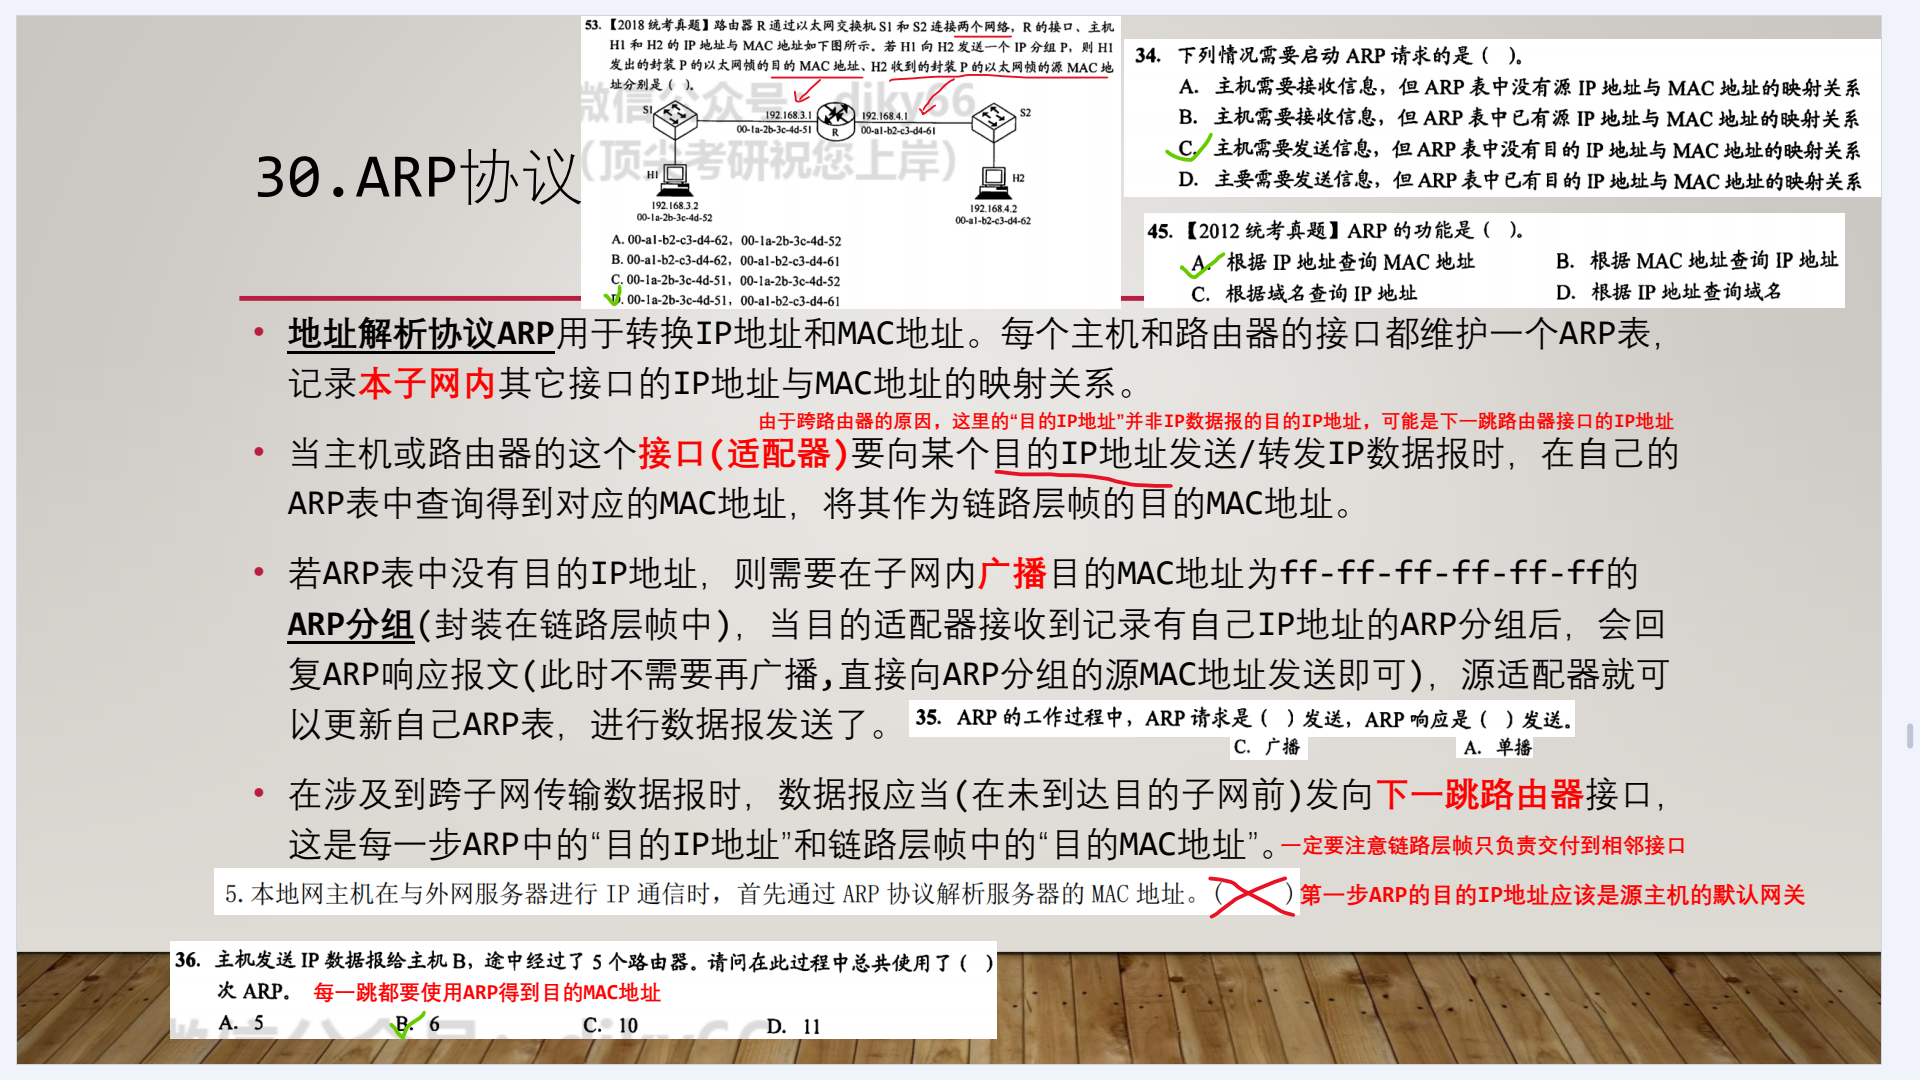 30.ARP协议
53.【2018 统考真题】路由器 R 通过以太网交换机 S1 和 S2 连接两个网络，R 的接口、主机
H1 和 H2 的 IP 地址与 MAC 地址如下图所示。若 H1 向 H2 发送一个 IP 分组 P，则 H1
发出的封装 P 的以太网帧的目的 MAC 地址、H2 收到的封装 P 的以太网帧的源 MAC 地
址分别是（ ）。
微信公众号：djky66
（顶尖考研祝您上岸）
S1
192.168.3.1
00-1a-2b-3c-4d-51
R
192.168.4.1
00-a1-b2-c3-d4-61
S2
H1
192.168.3.2
00-1a-2b-3c-4d-52
H2
192.168.4.2
00-a1-b2-c3-d4-62
A. 00-a1-b2-c3-d4-62，00-1a-2b-3c-4d-52
B. 00-a1-b2-c3-d4-62，00-a1-b2-c3-d4-61
C. 00-1a-2b-3c-4d-51，00-1a-2b-3c-4d-52
D. 00-1a-2b-3c-4d-51，00-a1-b2-c3-d4-61
34. 下列情况需要启动 ARP 请求的是（ ）。
A. 主机需要接收信息，但 ARP 表中没有源 IP 地址与 MAC 地址的映射关系
B. 主机需要接收信息，但 ARP 表中已有源 IP 地址与 MAC 地址的映射关系
C. 主机需要发送信息，但 ARP 表中没有目的 IP 地址与 MAC 地址的映射关系
D. 主要需要发送信息，但 ARP 表中已有目的 IP 地址与 MAC 地址的映射关系
45.【2012 统考真题】ARP 的功能是（ ）。
A. 根据 IP 地址查询 MAC 地址 B. 根据 MAC 地址查询 IP 地址
C. 根据域名查询 IP 地址 D. 根据 IP 地址查询域名
• 地址解析协议ARP用于转换IP地址和MAC地址。每个主机和路由器的接口都维护一个ARP表，
记录本子网内其它接口的IP地址与MAC地址的映射关系。
由于跨路由器的原因，这里的“目的IP地址”并非IP数据报的目的IP地址，可能是下一跳路由器接口的IP地址
• 当主机或路由器的这个接口(适配器)要向某个目的IP地址发送/转发IP数据报时，在自己的
ARP表中查询得到对应的MAC地址，将其作为链路层帧的目的MAC地址。
• 若ARP表中没有目的IP地址，则需要在子网内广播目的MAC地址为ff-ff-ff-ff-ff-ff的
ARP分组(封装在链路层帧中)，当目的适配器接收到记录有自己IP地址的ARP分组后，会回
复ARP响应报文(此时不需要再广播,直接向ARP分组的源MAC地址发送即可)，源适配器就可
以更新自己ARP表，进行数据报发送了。
35. ARP 的工作过程中，ARP 请求是（ ）发送，ARP 响应是（ ）发送。
C. 广播 A. 单播
• 在涉及到跨子网传输数据报时，数据报应当(在未到达目的子网前)发向下一跳路由器接口，
这是每一步ARP中的“目的IP地址”和链路层帧中的“目的MAC地址”。
一定要注意链路层帧只负责交付到相邻接口
5. 本地网主机在与外网服务器进行 IP 通信时，首先通过 ARP 协议解析服务器的 MAC 地址。（ ）
第一步ARP的目的IP地址应该是源主机的默认网关
36. 主机发送 IP 数据报给主机 B，途中经过了 5 个路由器。请问在此过程中总共使用了（ ）
次 ARP。 每一跳都要使用ARP得到目的MAC地址
A. 5 B. 6 C. 10 D. 11
微信公众号：djky66